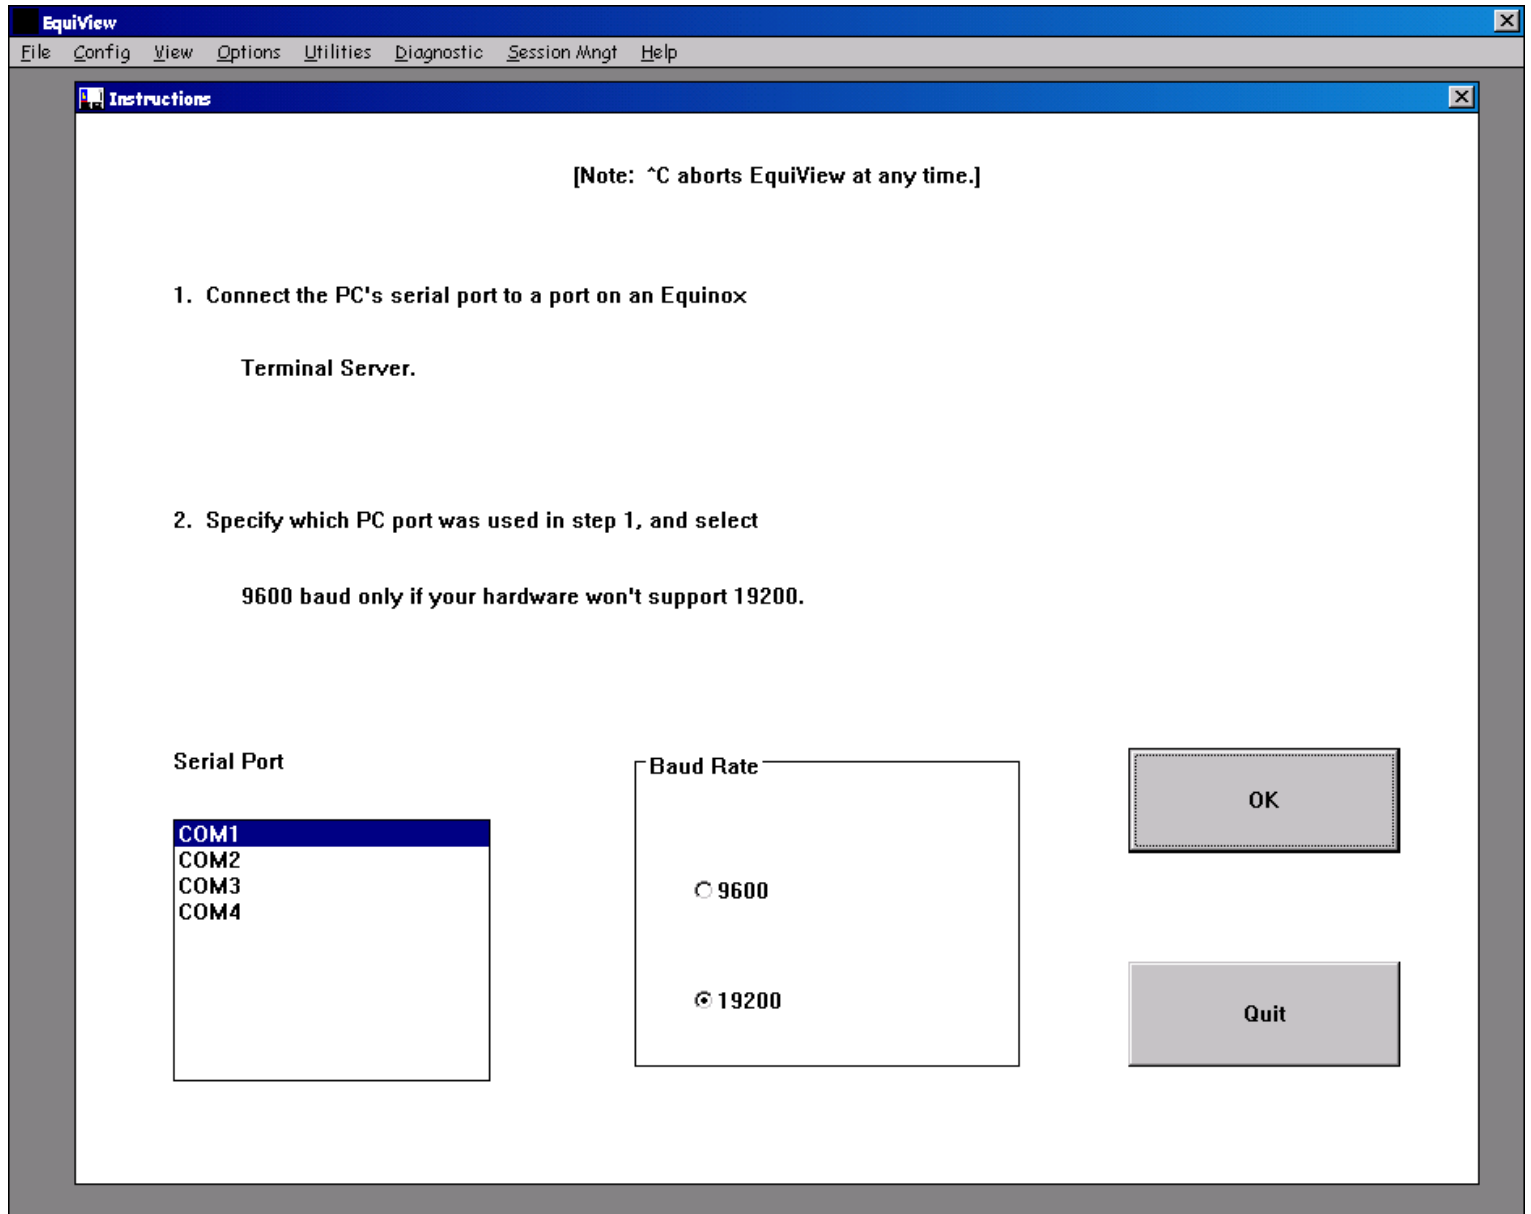 EquiView
File Config View Options Utilities Diagnostic Session Mngt Help
Instructions
[Note: ^C aborts EquiView at any time.]
1. Connect the PC's serial port to a port on an Equinox
Terminal Server.
2. Specify which PC port was used in step 1, and select
9600 baud only if your hardware won't support 19200.
Serial Port
COM1
COM2
COM3
COM4
Baud Rate
9600
19200
OK
Quit